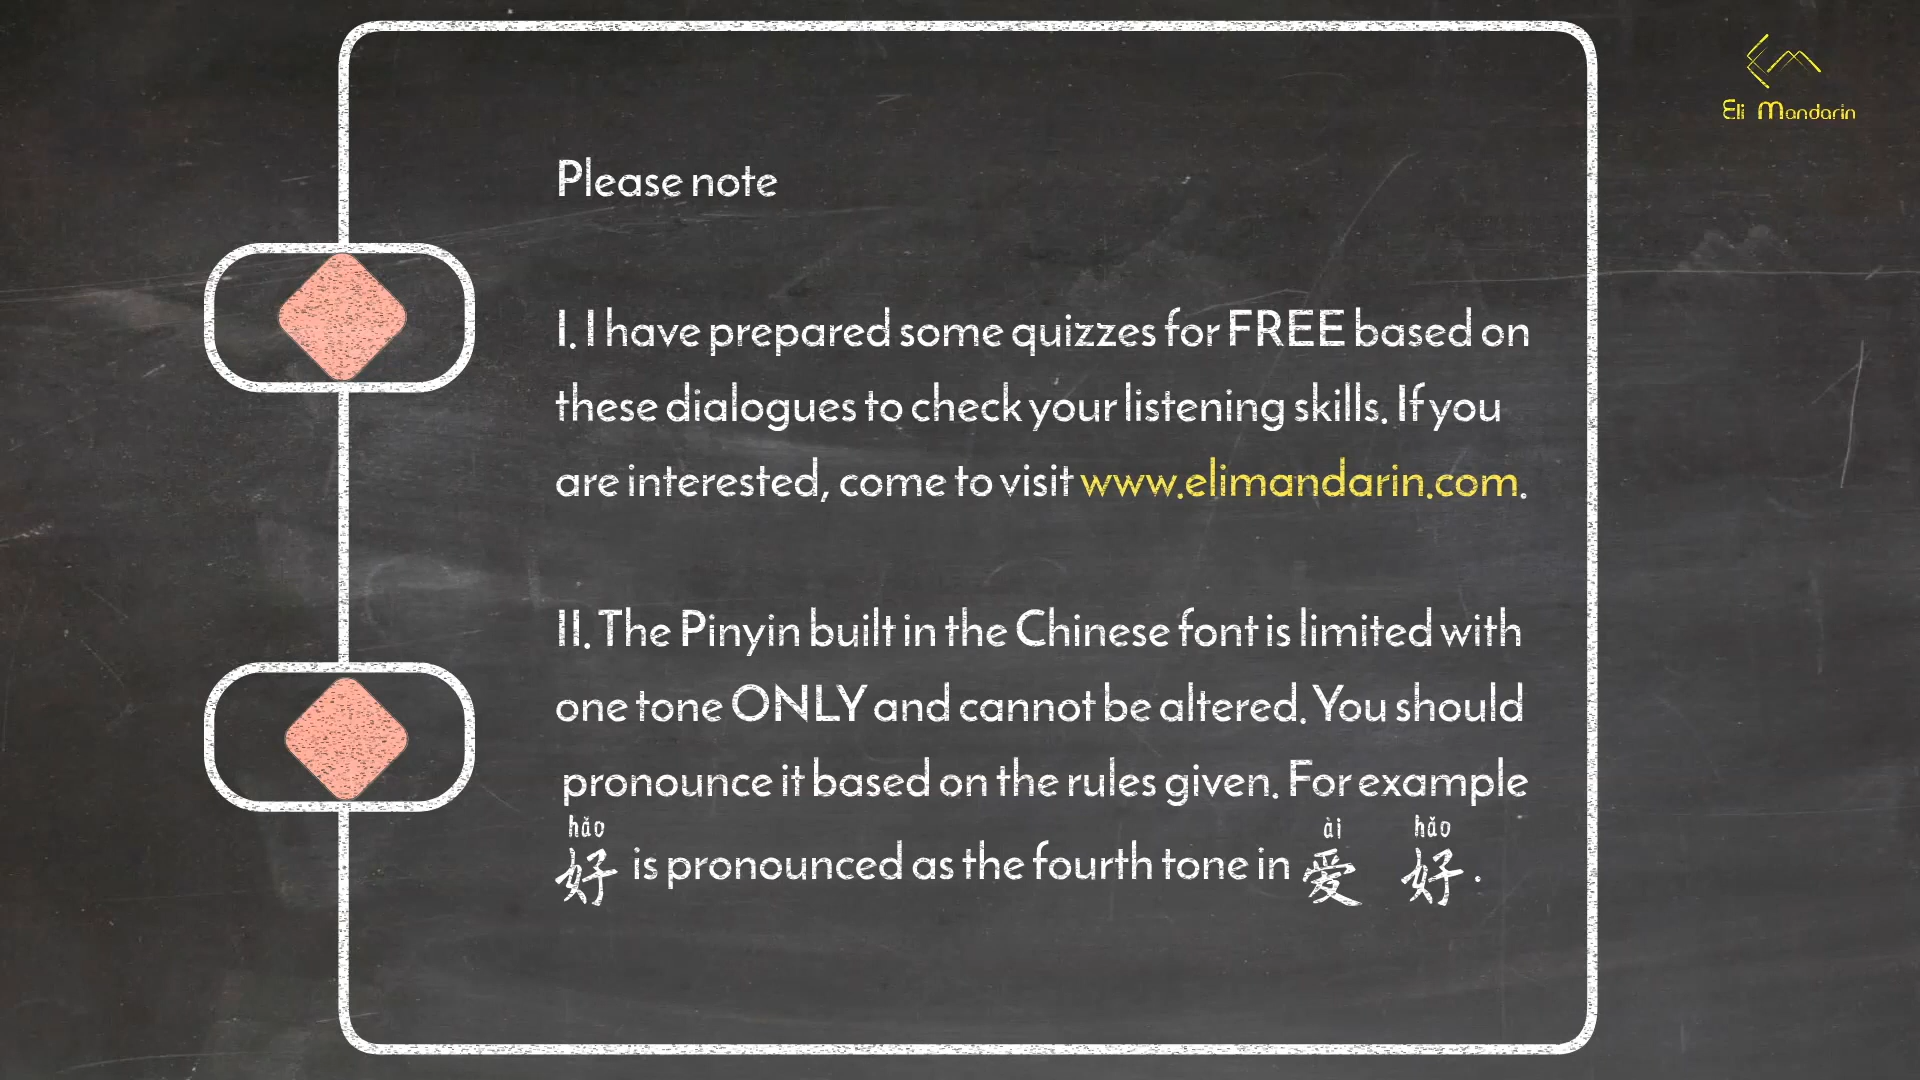 Eli Mandarin
Please note
I. I have prepared some quizzes for FREE based on
these dialogues to check your listening skills. If you
are interested, come to visit www.elimandarin.com.
II. The Pinyin built in the Chinese font is limited with
one tone ONLY and cannot be altered. You should
pronounce it based on the rules given. For example
hǎo ài hǎo
好 is pronounced as the fourth tone in 爱 好 .